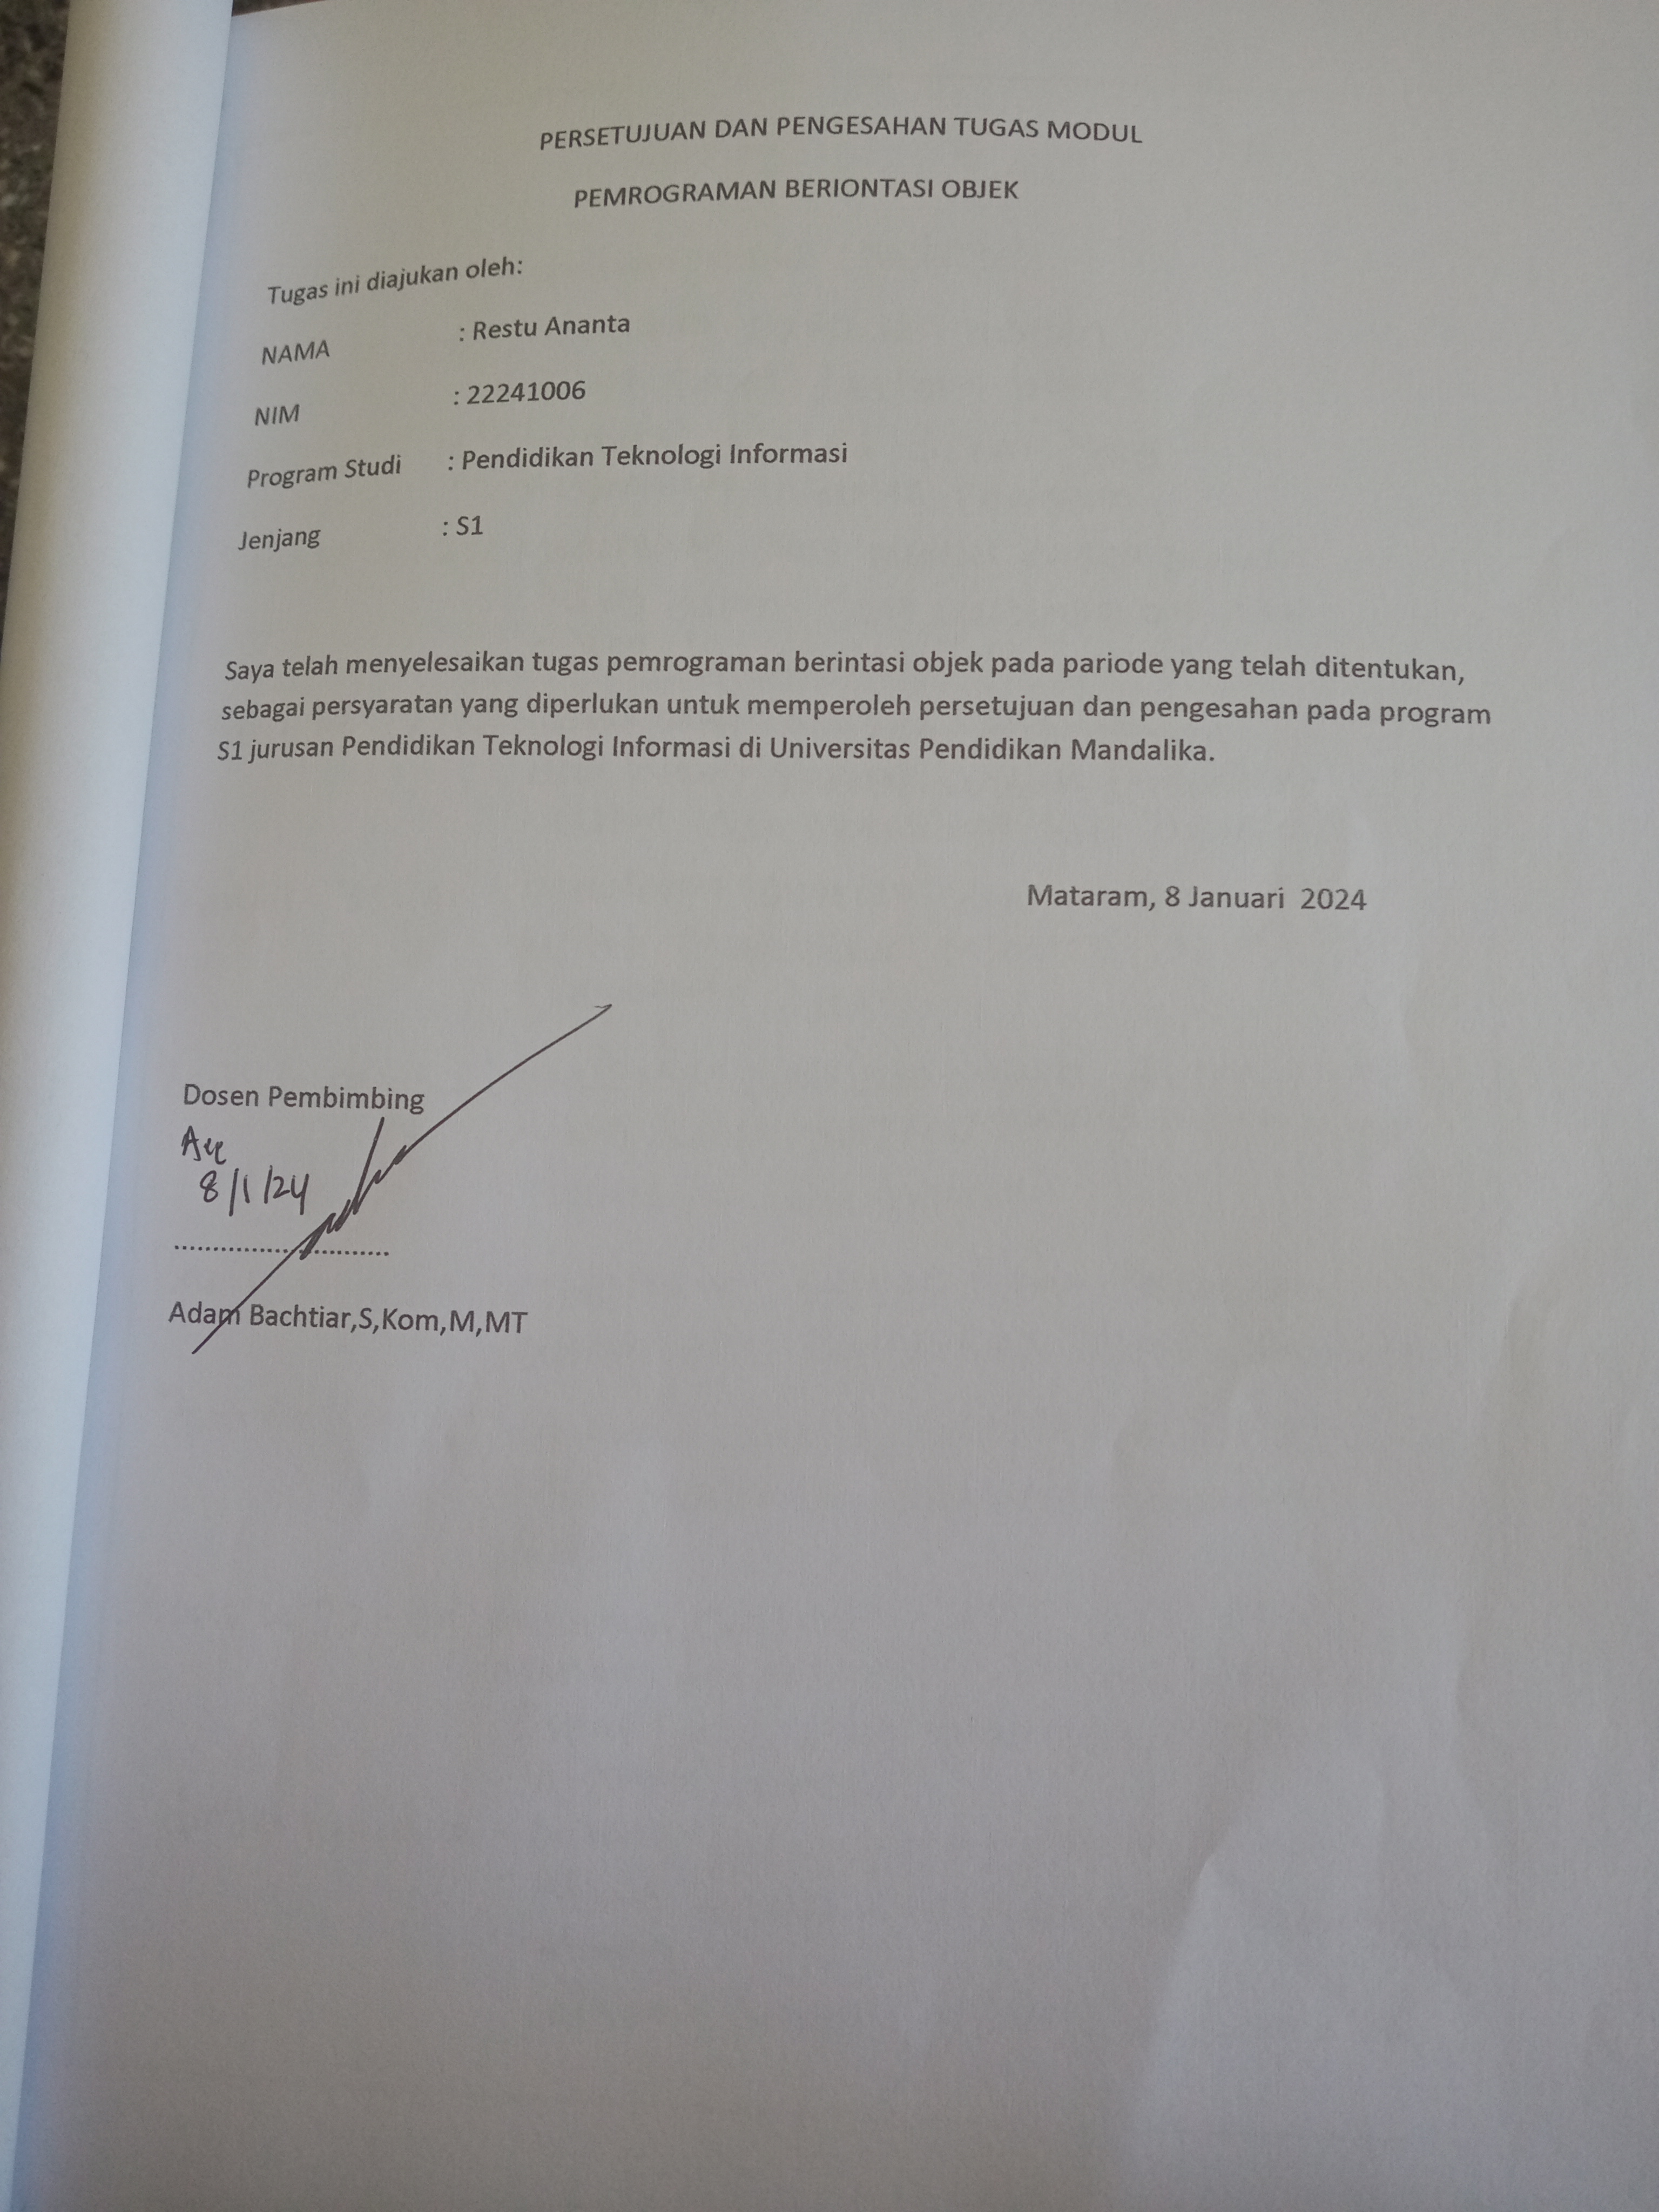 PERSETUJUAN DAN PENGESAHAN TUGAS MODUL
PEMROGRAMAN BERIONTASI OBJEK
Tugas ini diajukan oleh:
NAMA : Restu Ananta
NIM : 22241006
Program Studi : Pendidikan Teknologi Informasi
Jenjang : S1
Saya telah menyelesaikan tugas pemrograman berintasi objek pada pariode yang telah ditentukan,
sebagai persyaratan yang diperlukan untuk memperoleh persetujuan dan pengesahan pada program
S1 jurusan Pendidikan Teknologi Informasi di Universitas Pendidikan Mandalika.
Mataram, 8 Januari 2024
Dosen Pembimbing
Acc
8/1/24
...............................
Adam Bachtiar,S,Kom,M,MT